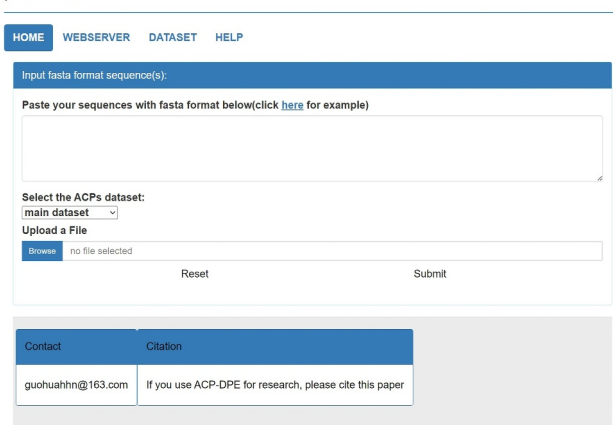 HOME WEBSERVER DATASET HELP
Input fasta format sequence(s):
Paste your sequences with fasta format below(click here for example)
Select the ACPs dataset:
main dataset
Upload a File
Browse no file selected
Reset Submit
Contact Citation
guohuahhn@163.com If you use ACP-DPE for research, please cite this paper